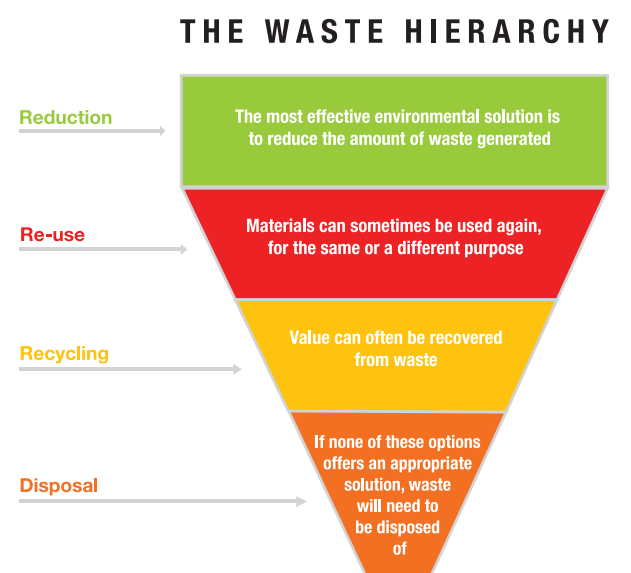 THE WASTE HIERARCHY
Reduction
The most effective environmental solution is
to reduce the amount of waste generated
Re-use
Materials can sometimes be used again,
for the same or a different purpose
Recycling
Value can often be recovered
from waste
Disposal
If none of these options
offers an appropriate
solution, waste
will need to
be disposed
of